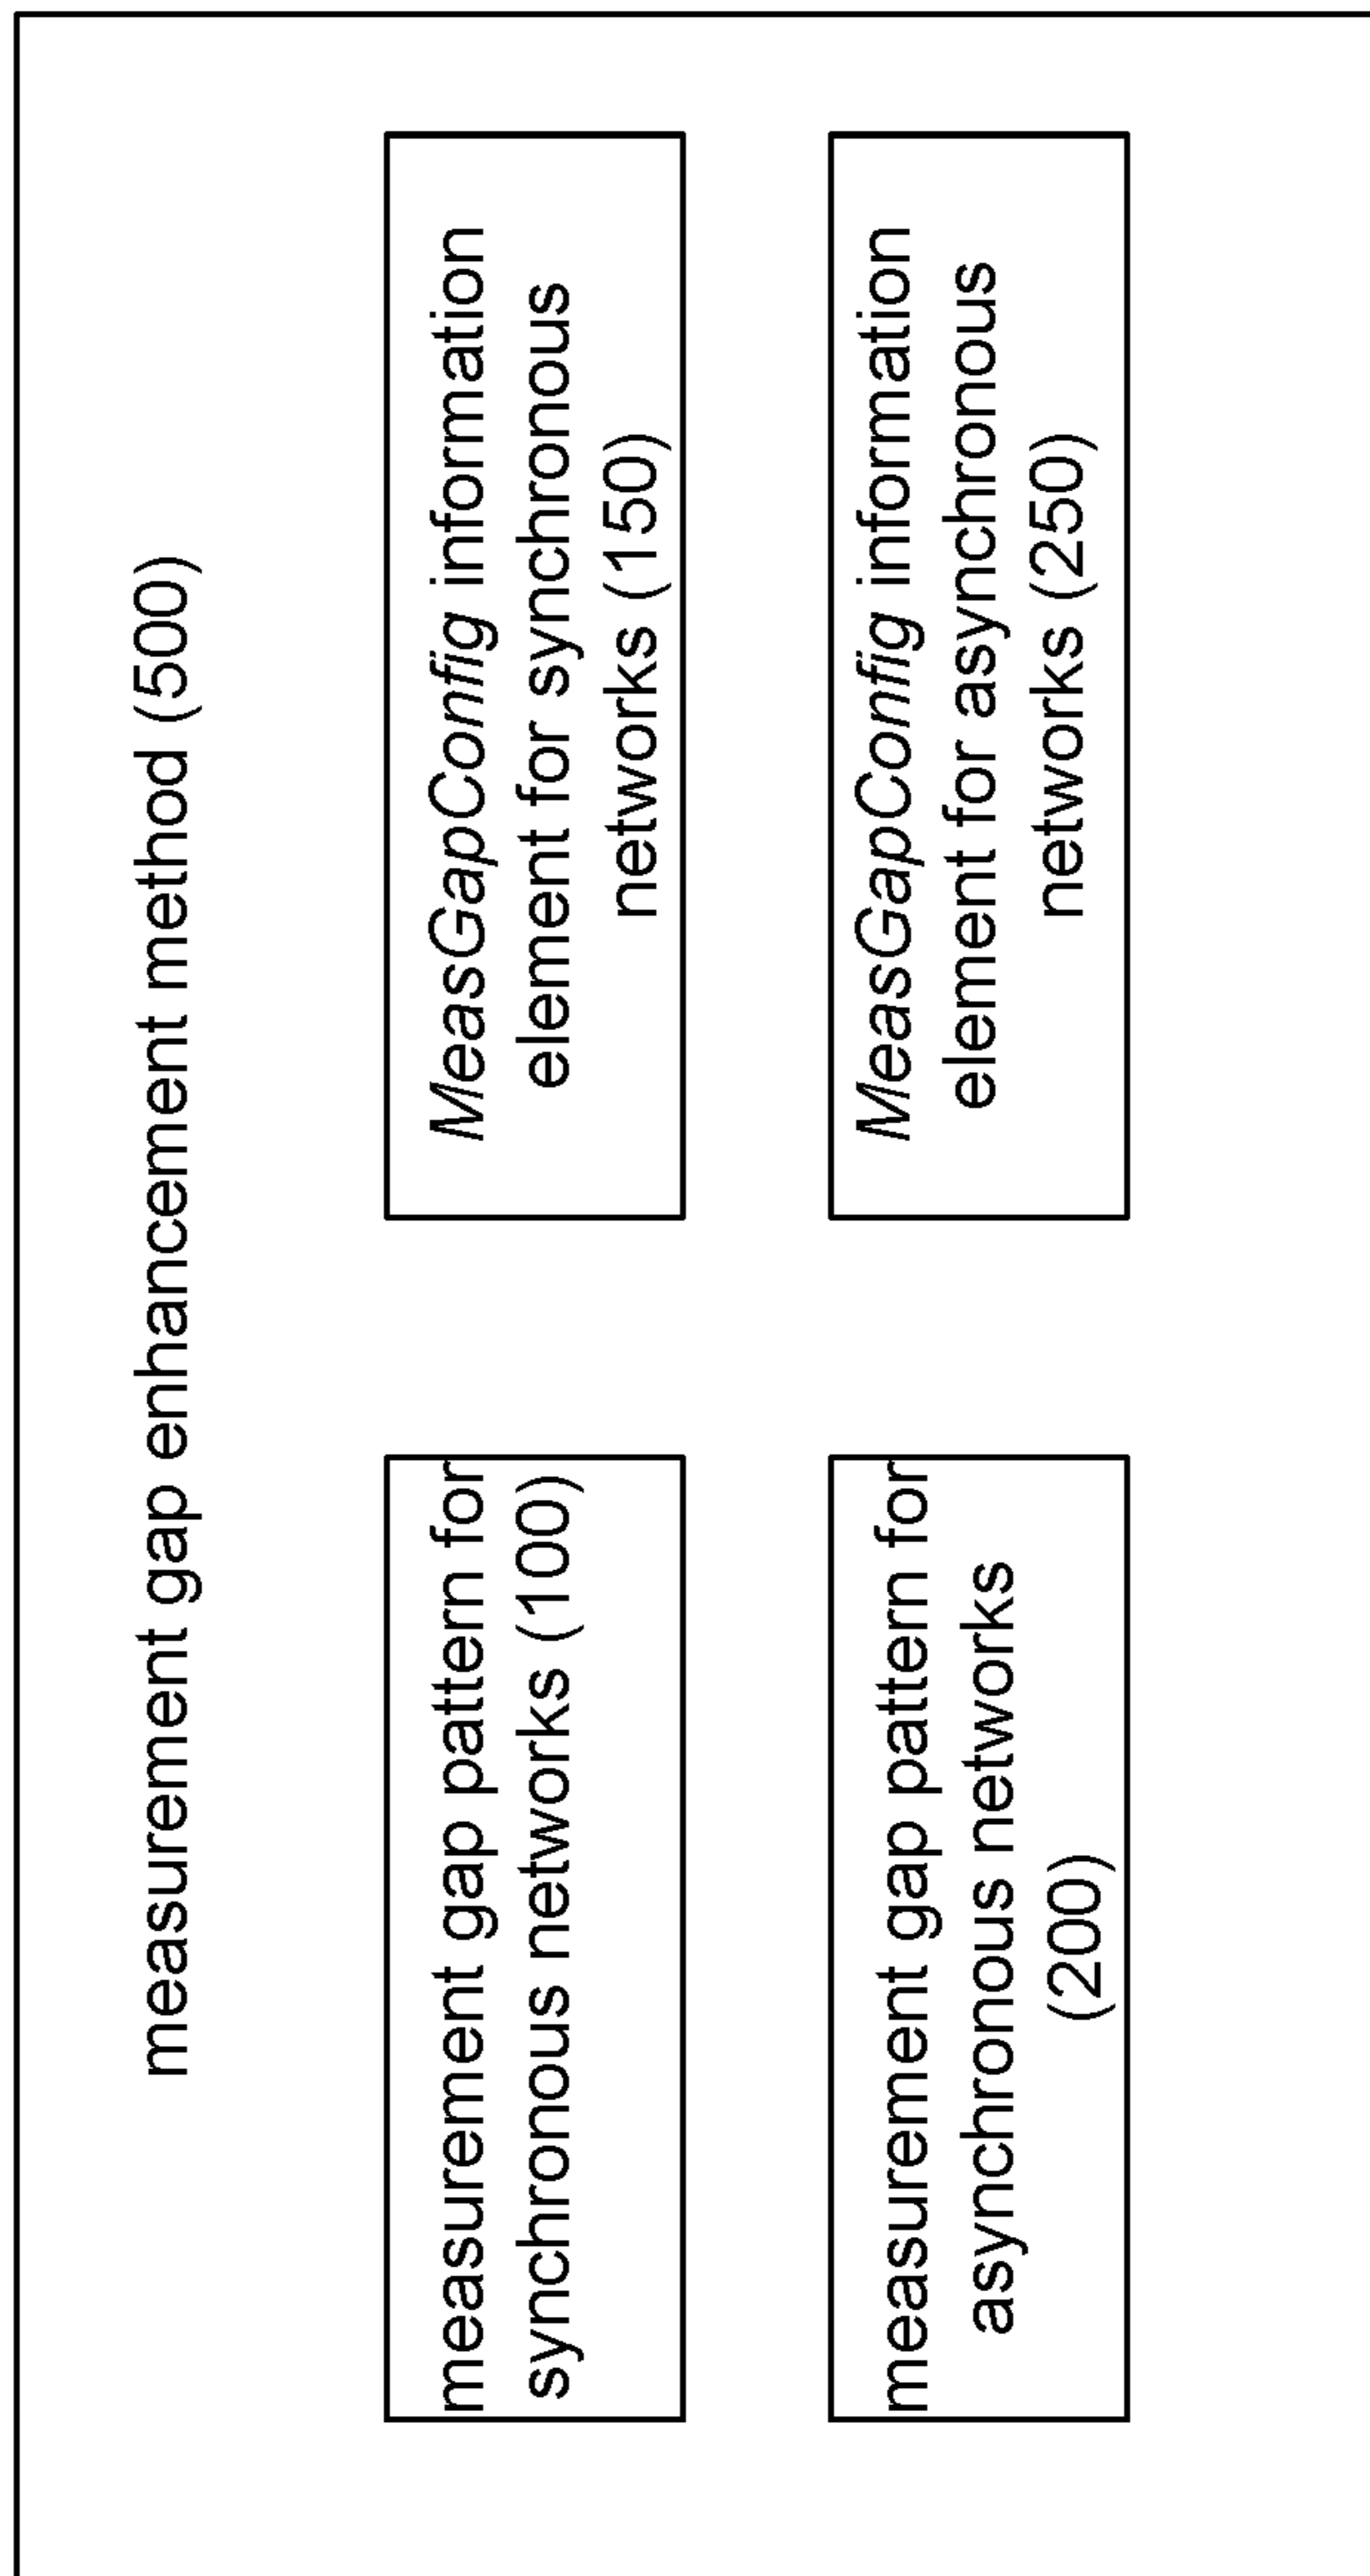 measurement gap enhancement method (500)
measurement gap pattern for
synchronous networks (100)
MeasGapConfig information
element for synchronous
networks (150)
measurement gap pattern for
asynchronous networks
(200)
MeasGapConfig information
element for asynchronous
networks (250)